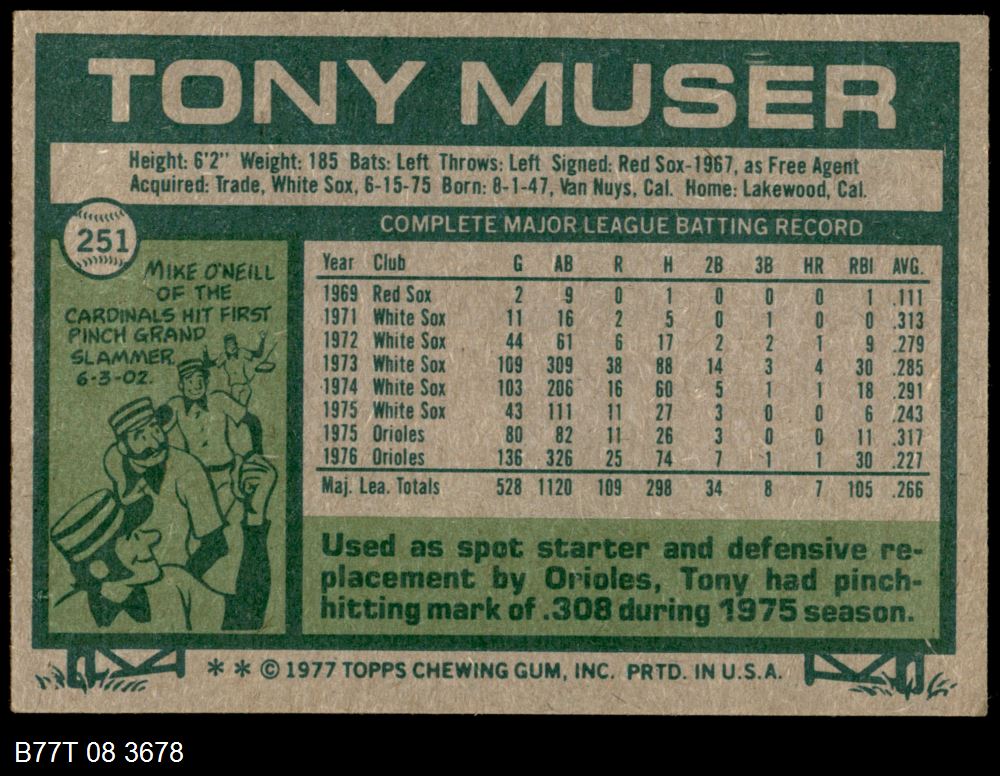 TONY MUSER
Height: 6'2" Weight: 185 Bats: Left Throws: Left Signed: Red Sox-1967, as Free Agent
Acquired: Trade, White Sox, 6-15-75 Born: 8-1-47, Van Nuys, Cal. Home: Lakewood, Cal.
251
MIKE O'NEILL
OF THE
CARDINALS HIT FIRST
PINCH GRAND
SLAMMER
6-3-02.
COMPLETE MAJOR LEAGUE BATTING RECORD
Year Club G AB R H 2B 3B HR RBI AVG.
1969 Red Sox 2 9 0 1 0 0 0 1 .111
1971 White Sox 11 16 2 5 0 1 0 0 .313
1972 White Sox 44 61 6 17 2 2 1 9 .279
1973 White Sox 109 309 38 88 14 3 4 30 .285
1974 White Sox 103 206 16 60 5 1 1 18 .291
1975 White Sox 43 111 11 27 3 0 0 6 .243
1975 Orioles 80 82 11 26 3 0 0 11 .317
1976 Orioles 136 326 25 74 7 1 1 30 .227
Maj. Lea. Totals 528 1120 109 298 34 8 7 105 .266
Used as spot starter and defensive re-
placement by Orioles, Tony had pinch-
hitting mark of .308 during 1975 season.
* * © 1977 TOPPS CHEWING GUM, INC. PRTD. IN U.S.A.
B77T 08 3678